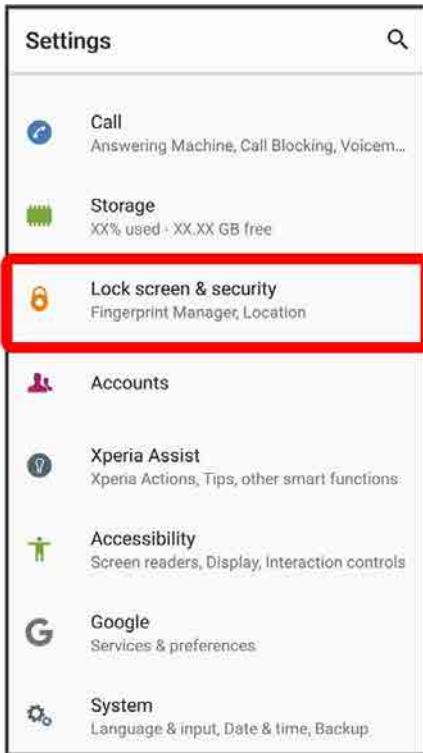 Settings
Call
Answering Machine, Call Blocking, Voicem...
Storage
XX% used - XX.XX GB free
Lock screen & security
Fingerprint Manager, Location
Accounts
Xperia Assist
Xperia Actions, Tips, other smart functions
Accessibility
Screen readers, Display, Interaction controls
Google
Services & preferences
System
Language & input, Date & time, Backup